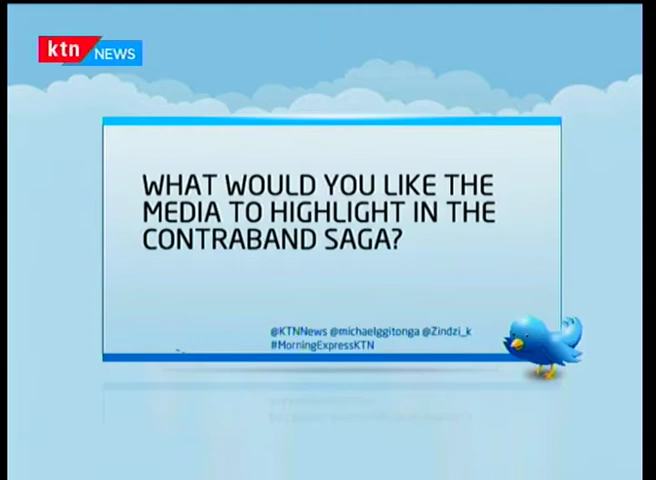 ktn NEWS
WHAT WOULD YOU LIKE THE
MEDIA TO HIGHLIGHT IN THE
CONTRABAND SAGA?
@KTNNews @michaelggitonga @Zindzi_k
#MorningExpressKTN